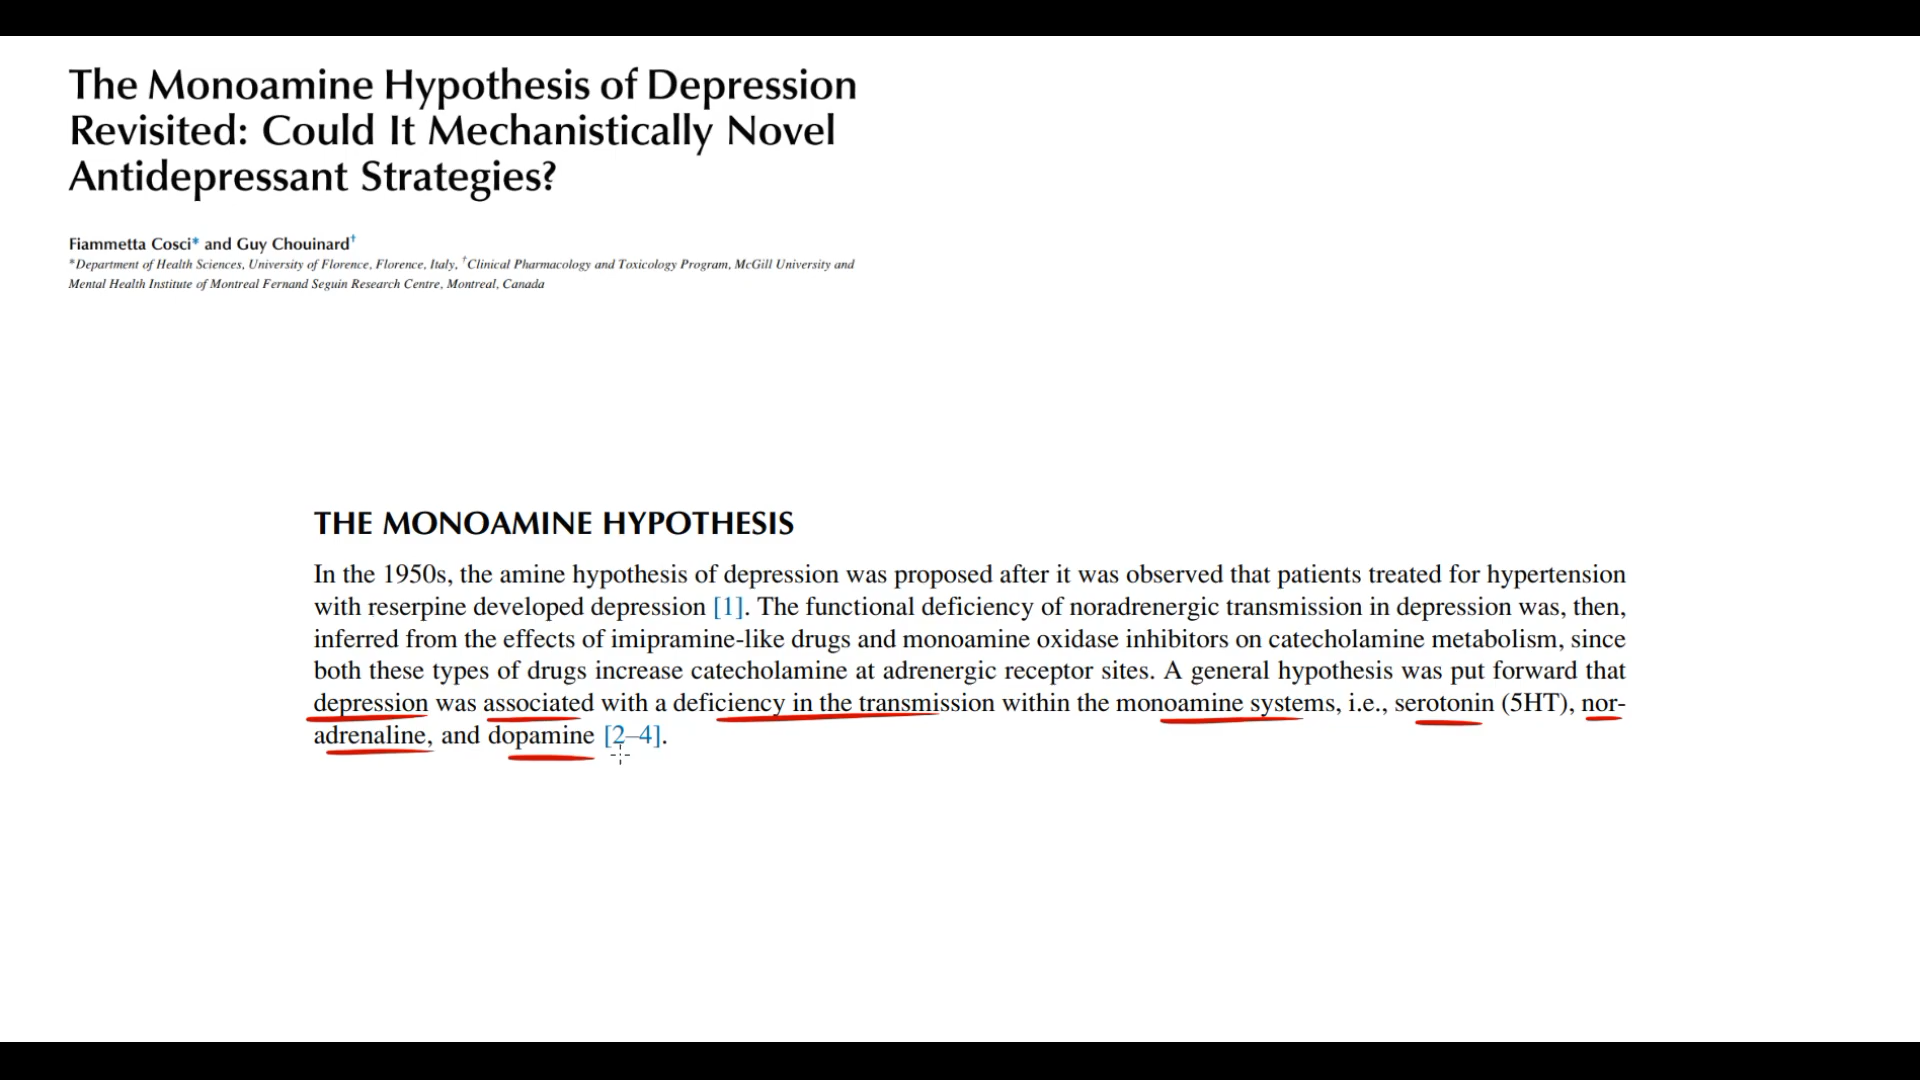 The Monoamine Hypothesis of Depression
Revisited: Could It Mechanistically Novel
Antidepressant Strategies?
Fiammetta Cosci* and Guy Chouinard†
*Department of Health Sciences, University of Florence, Florence, Italy, †Clinical Pharmacology and Toxicology Program, McGill University and
Mental Health Institute of Montreal Fernand Seguin Research Centre, Montreal, Canada
THE MONOAMINE HYPOTHESIS
In the 1950s, the amine hypothesis of depression was proposed after it was observed that patients treated for hypertension
with reserpine developed depression [1]. The functional deficiency of noradrenergic transmission in depression was, then,
inferred from the effects of imipramine-like drugs and monoamine oxidase inhibitors on catecholamine metabolism, since
both these types of drugs increase catecholamine at adrenergic receptor sites. A general hypothesis was put forward that
depression was associated with a deficiency in the transmission within the monoamine systems, i.e., serotonin (5HT), nor-
adrenaline, and dopamine [2–4].